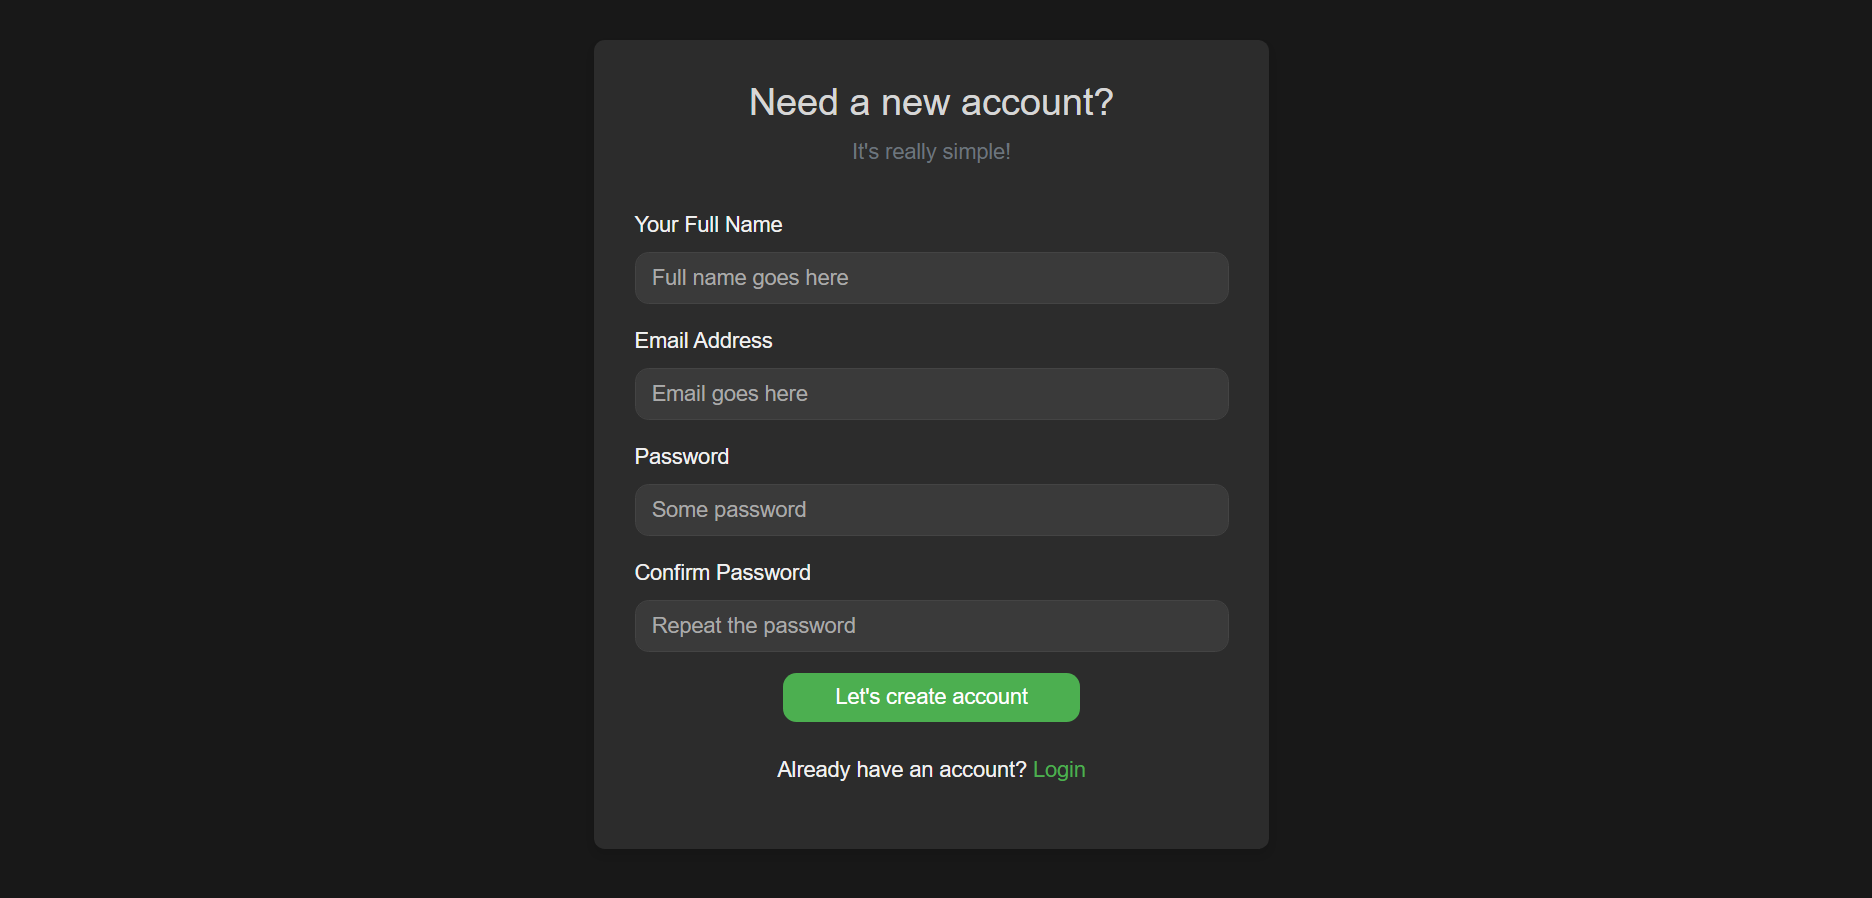 Need a new account?
It's really simple!
Your Full Name
Full name goes here
Email Address
Email goes here
Password
Some password
Confirm Password
Repeat the password
Let's create account
Already have an account? Login